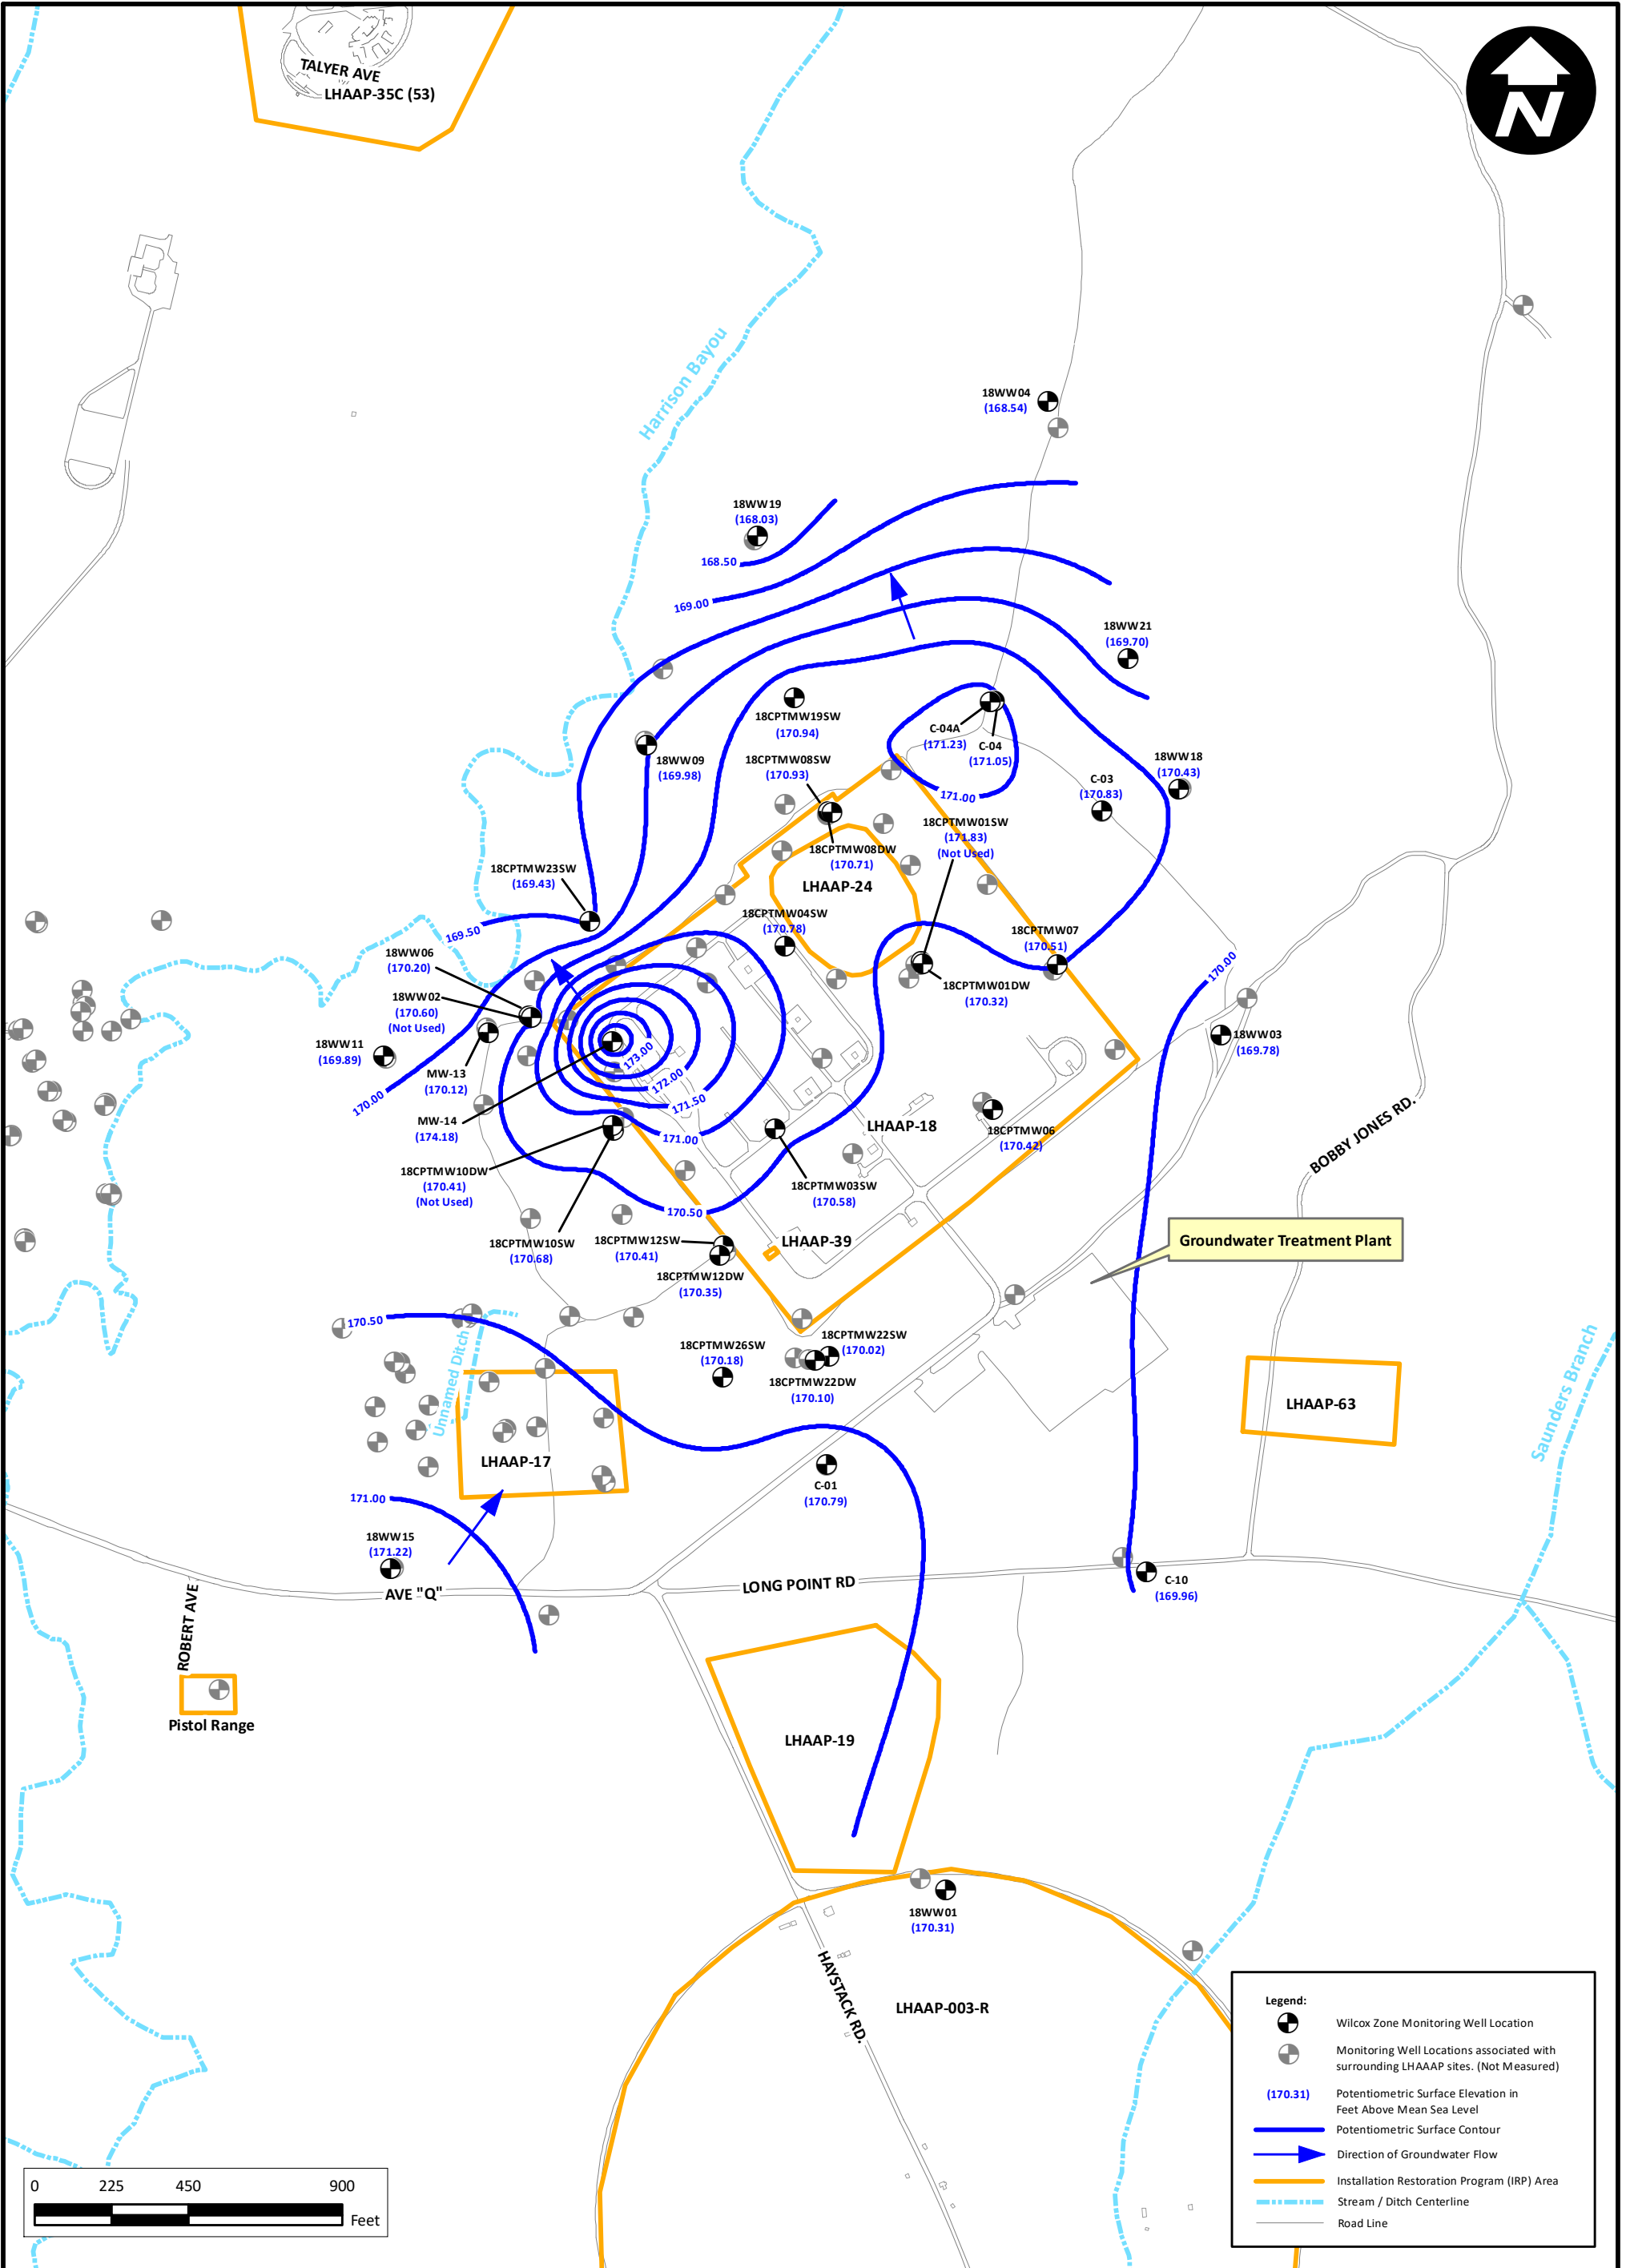 TALYER AVE
LHAAP-35C (53)
N
Harrison Bayou
18WW04
(168.54)
18WW19
(168.03)
168.50
169.00
18WW21
(169.70)
18CPTMW19SW
(170.94)
C-04A
(171.23)
C-04
(171.05)
18WW09
(169.98)
18CPTMW08SW
(170.93)
18WW18
(170.43)
C-03
(170.83)
171.00
18CPTMW01SW
(171.83)
(Not Used)
18CPTMW08DW
(170.71)
LHAAP-24
18CPTMW23SW
(169.43)
18CPTMW04SW
(170.78)
169.50
18CPTMW07
(170.51)
18WW06
(170.20)
170.00
18CPTMW01DW
(170.32)
18WW02
(170.60)
(Not Used)
18WW11
(169.89)
18WW03
(169.78)
173.00
MW-13
(170.12)
172.00
170.00
171.50
MW-14
(174.18)
171.00
LHAAP-18
18CPTMW06
(170.42)
BOBBY JONES RD.
18CPTMW10DW
(170.41)
(Not Used)
18CPTMW03SW
(170.58)
170.50
18CPTMW10SW
(170.68)
18CPTMW12SW
(170.41)
LHAAP-39
Groundwater Treatment Plant
18CPTMW12DW
(170.35)
170.50
18CPTMW26SW
(170.18)
18CPTMW22SW
(170.02)
18CPTMW22DW
(170.10)
Unnamed Ditch
Saunders Branch
LHAAP-63
LHAAP-17
C-01
(170.79)
171.00
18WW15
(171.22)
AVE "Q"
LONG POINT RD
C-10
(169.96)
ROBERT AVE
Pistol Range
LHAAP-19
18WW01
(170.31)
HAYSTACK RD.
LHAAP-003-R
Legend:
Wilcox Zone Monitoring Well Location
Monitoring Well Locations associated with
surrounding LHAAAP sites. (Not Measured)
(170.31)
Potentiometric Surface Elevation in
Feet Above Mean Sea Level
Potentiometric Surface Contour
Direction of Groundwater Flow
Installation Restoration Program (IRP) Area
Stream / Ditch Centerline
Road Line
0 225 450 900
Feet